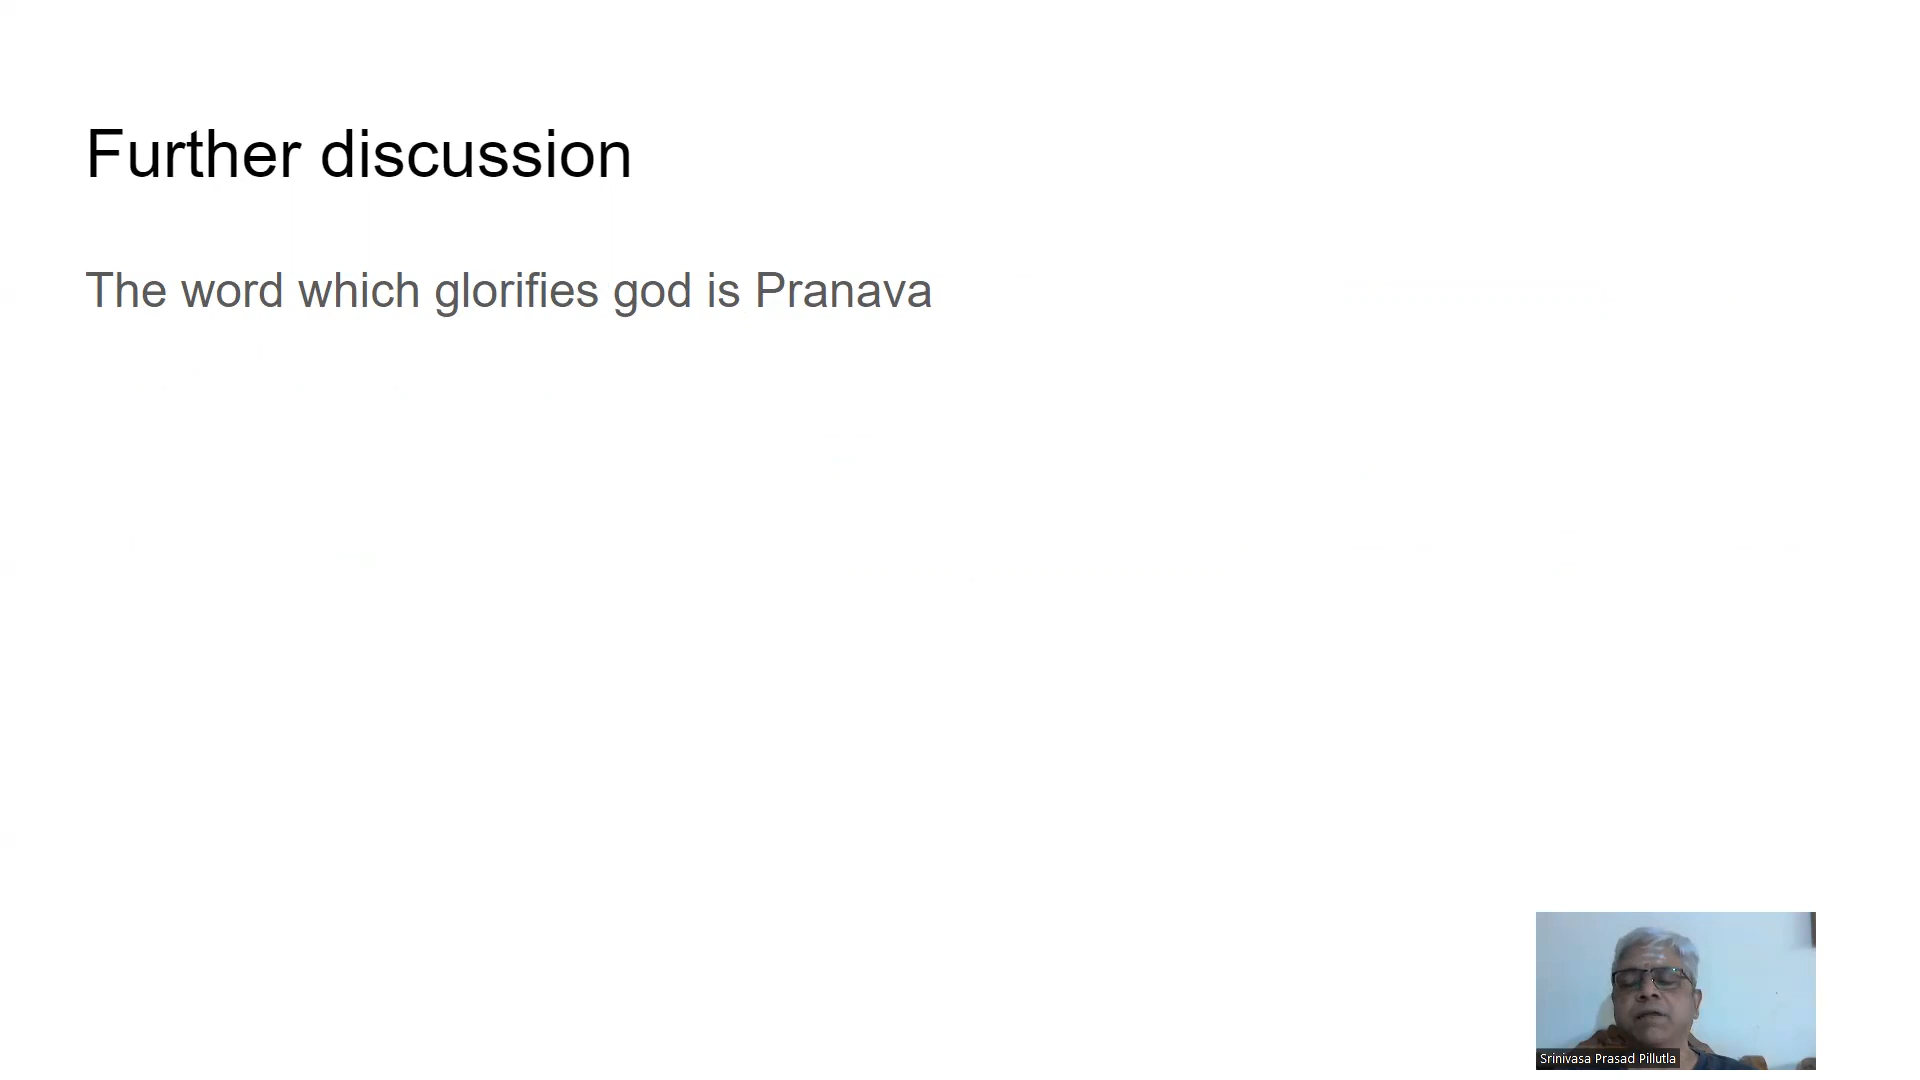 Further discussion
The word which glorifies god is Pranava
Srinivasa Prasad Pillutla